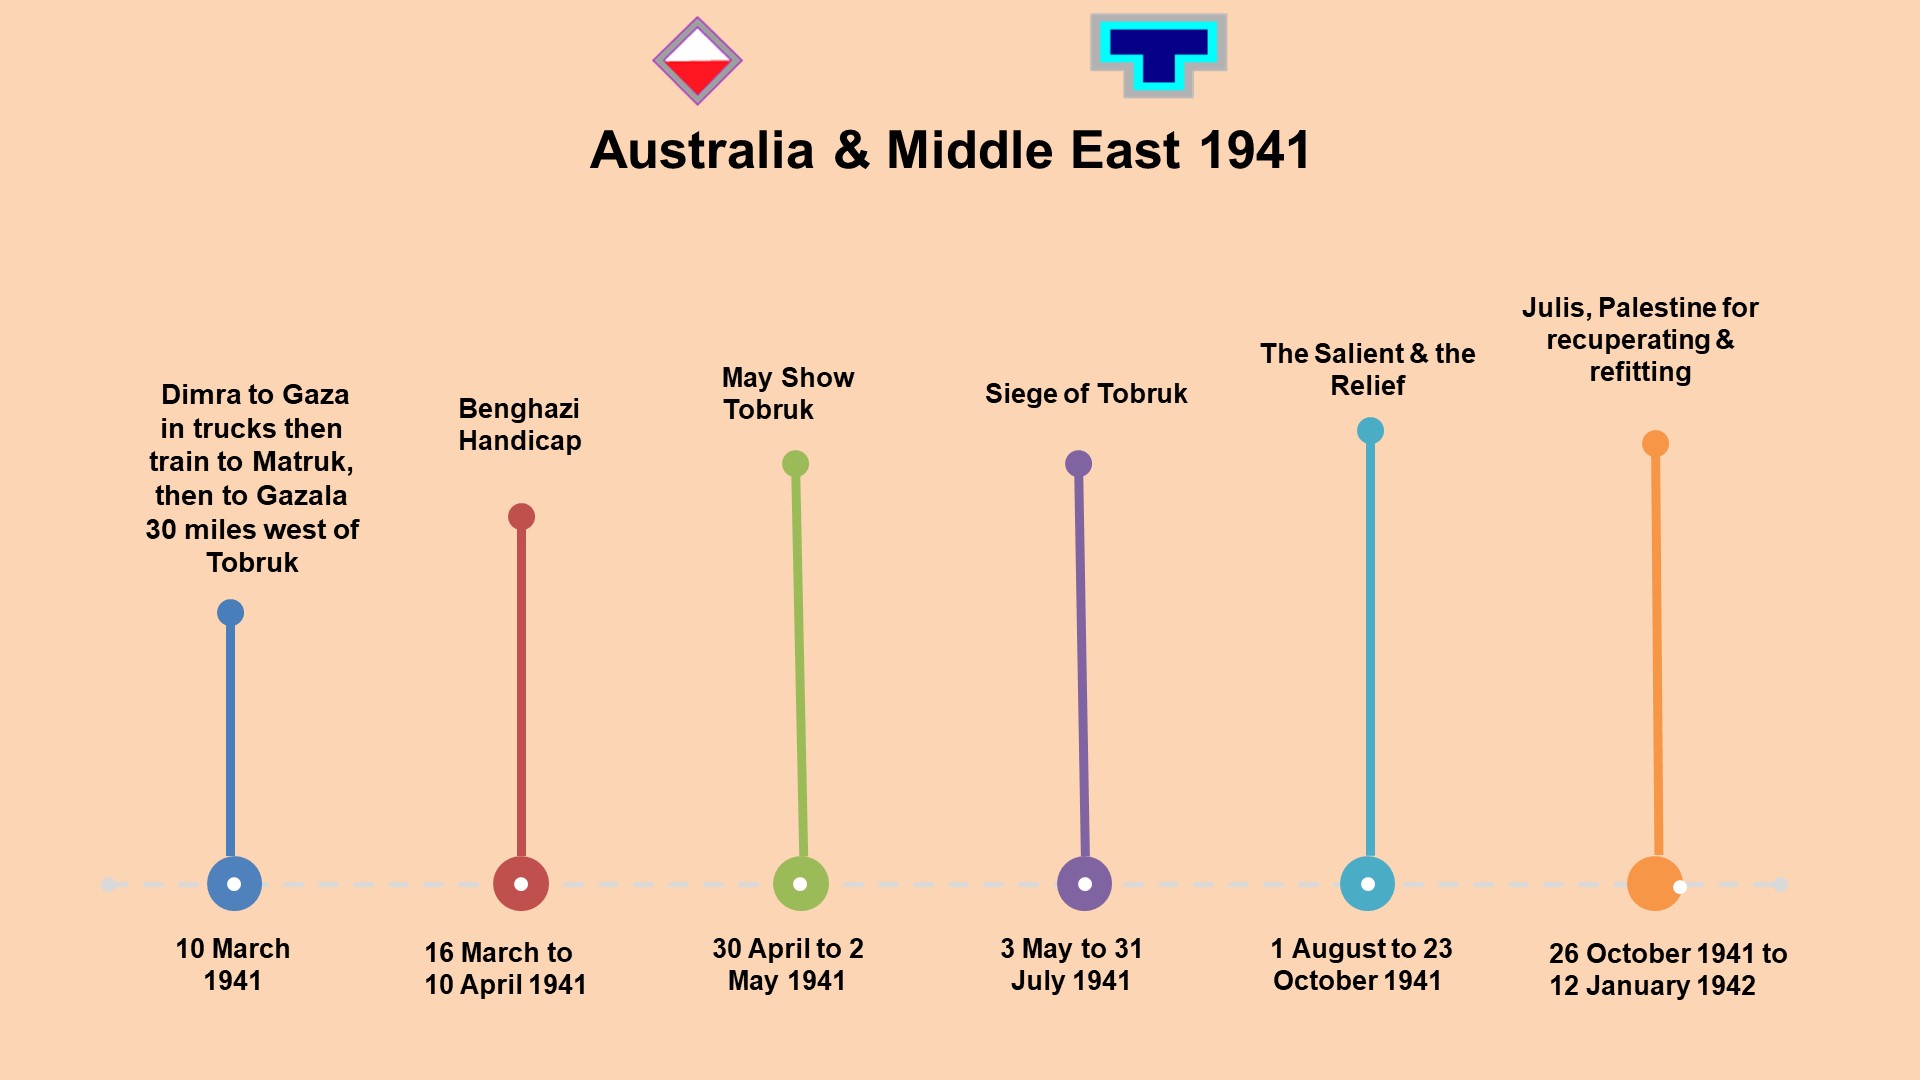 Australia & Middle East 1941
Dimra to Gaza
in trucks then
train to Matruk,
then to Gazala
30 miles west of
Tobruk
Benghazi
Handicap
May Show
Tobruk
Siege of Tobruk
The Salient & the
Relief
Julis, Palestine for
recuperating &
refitting
10 March
1941
16 March to
10 April 1941
30 April to 2
May 1941
3 May to 31
July 1941
1 August to 23
October 1941
26 October 1941 to
12 January 1942